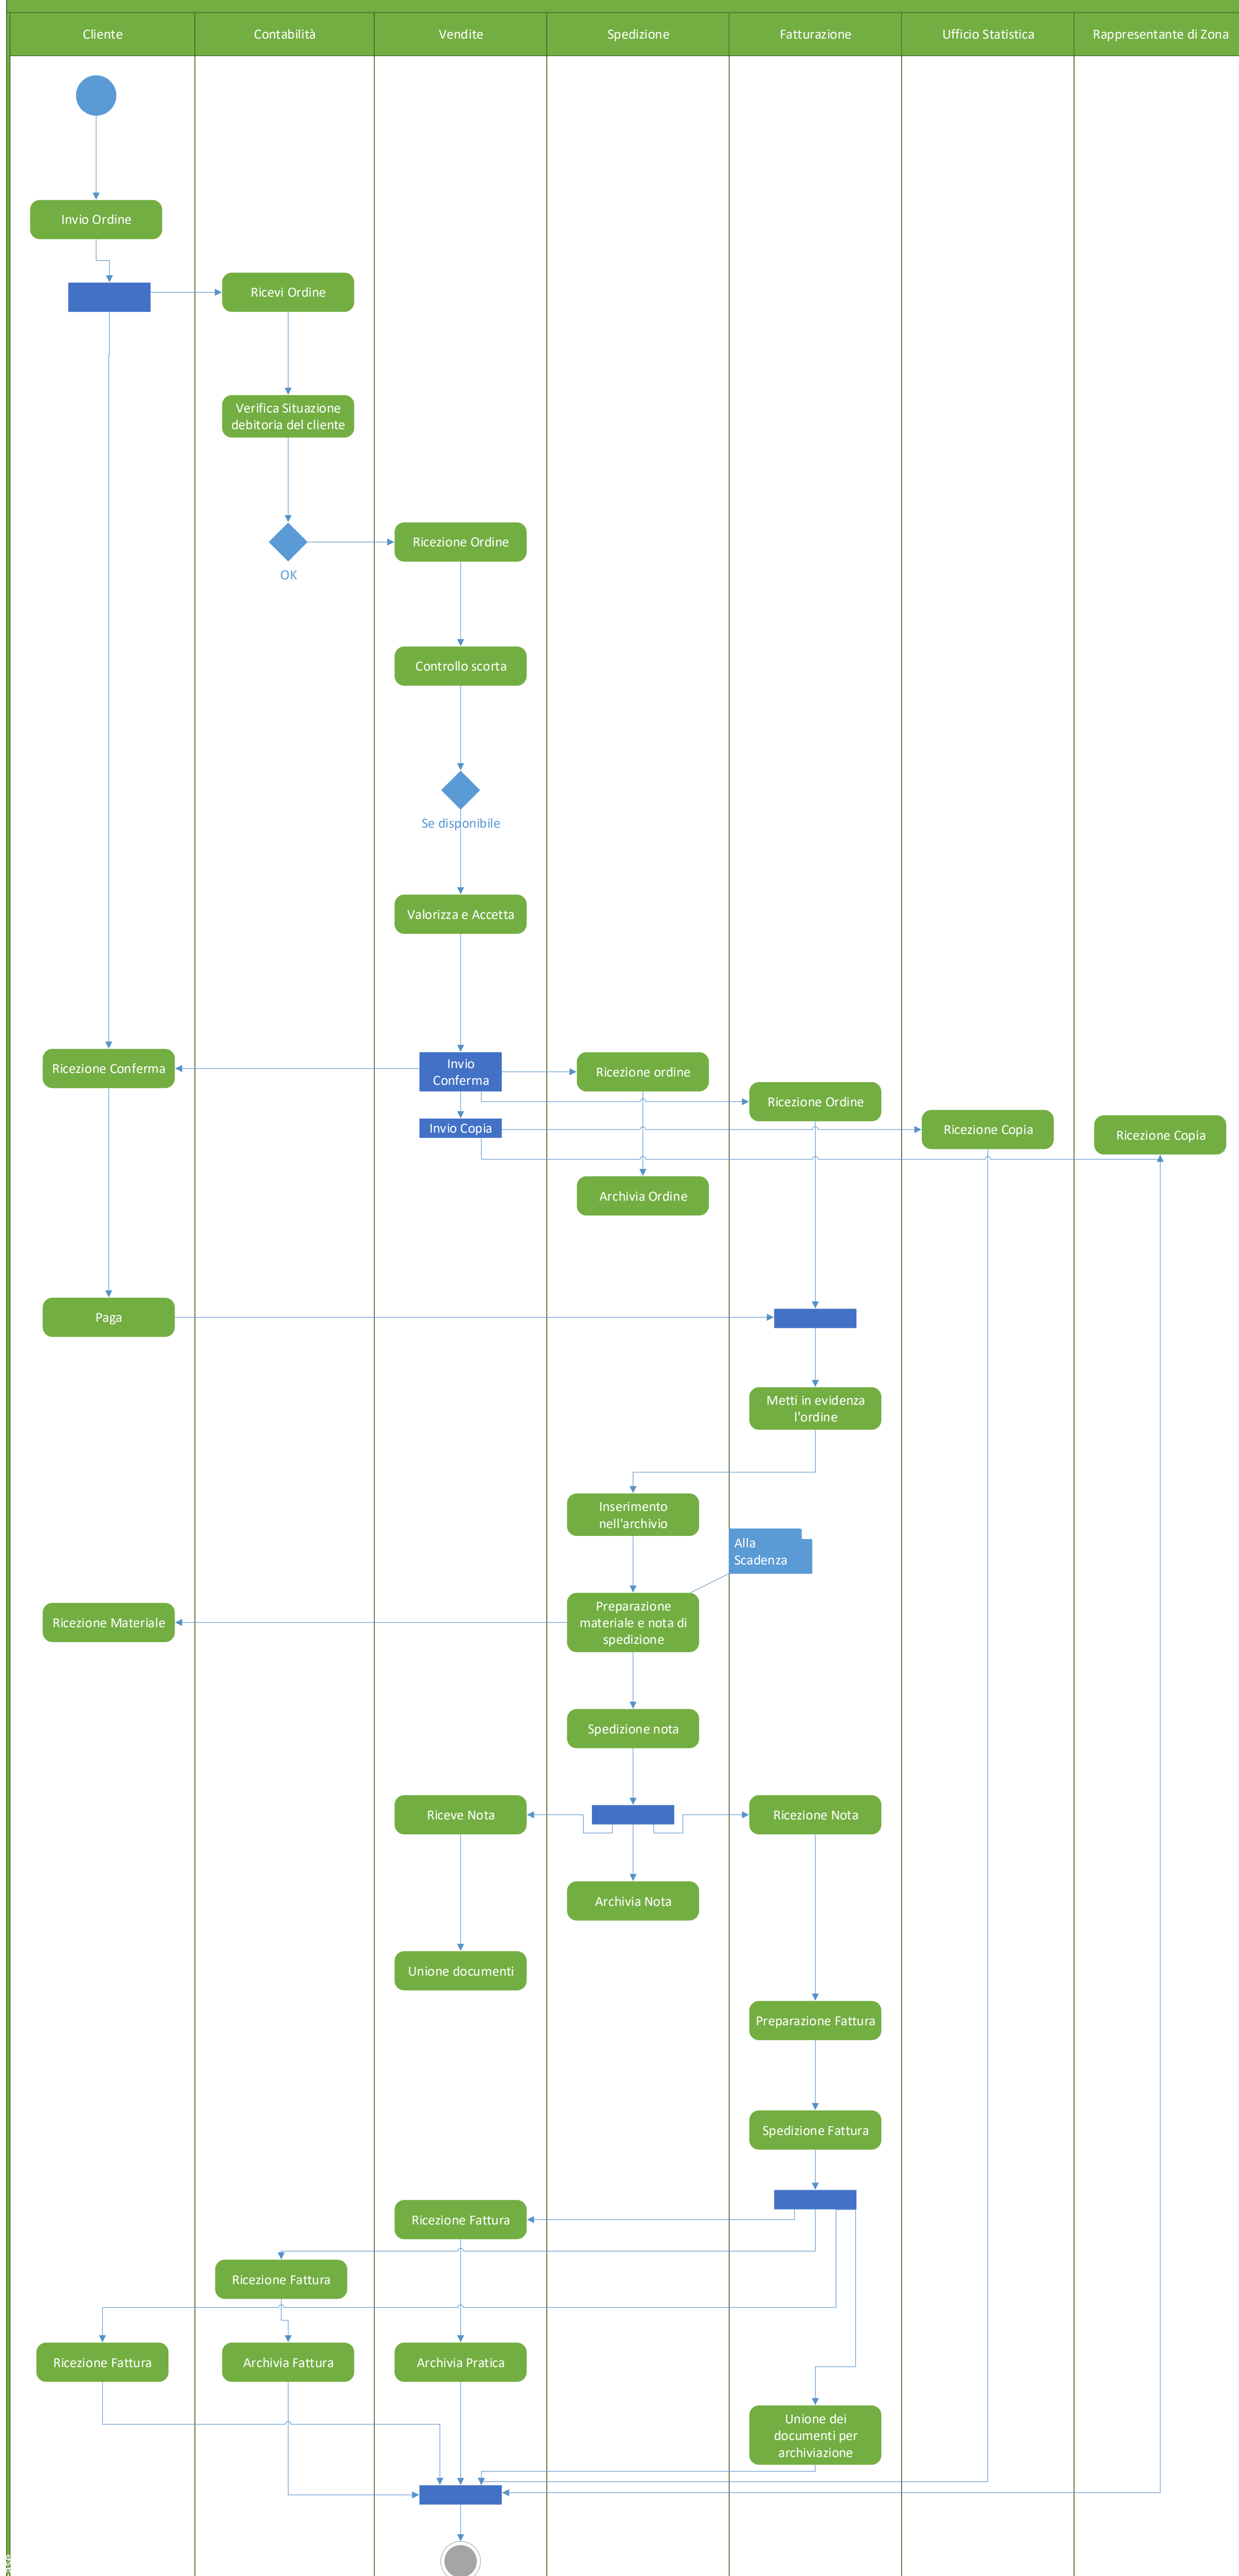 Cliente
Contabilità
Vendite
Spedizione
Fatturazione
Ufficio Statistica
Rappresentante di Zona
Invio Ordine
Ricevi Ordine
Verifica Situazione
debitoria del cliente
OK
Ricezione Ordine
Controllo scorta
Se disponibile
Valorizza e Accetta
Ricezione Conferma
Invio
Conferma
Ricezione ordine
Ricezione Ordine
Invio Copia
Ricezione Copia
Ricezione Copia
Archivia Ordine
Paga
Metti in evidenza
l'ordine
Inserimento
nell'archivio
Alla
Scadenza
Preparazione
materiale e nota di
spedizione
Ricezione Materiale
Spedizione nota
Riceve Nota
Ricezione Nota
Archivia Nota
Unione documenti
Preparazione Fattura
Spedizione Fattura
Ricezione Fattura
Ricezione Fattura
Ricezione Fattura
Archivia Fattura
Archivia Pratica
Unione dei
documenti per
archiviazione